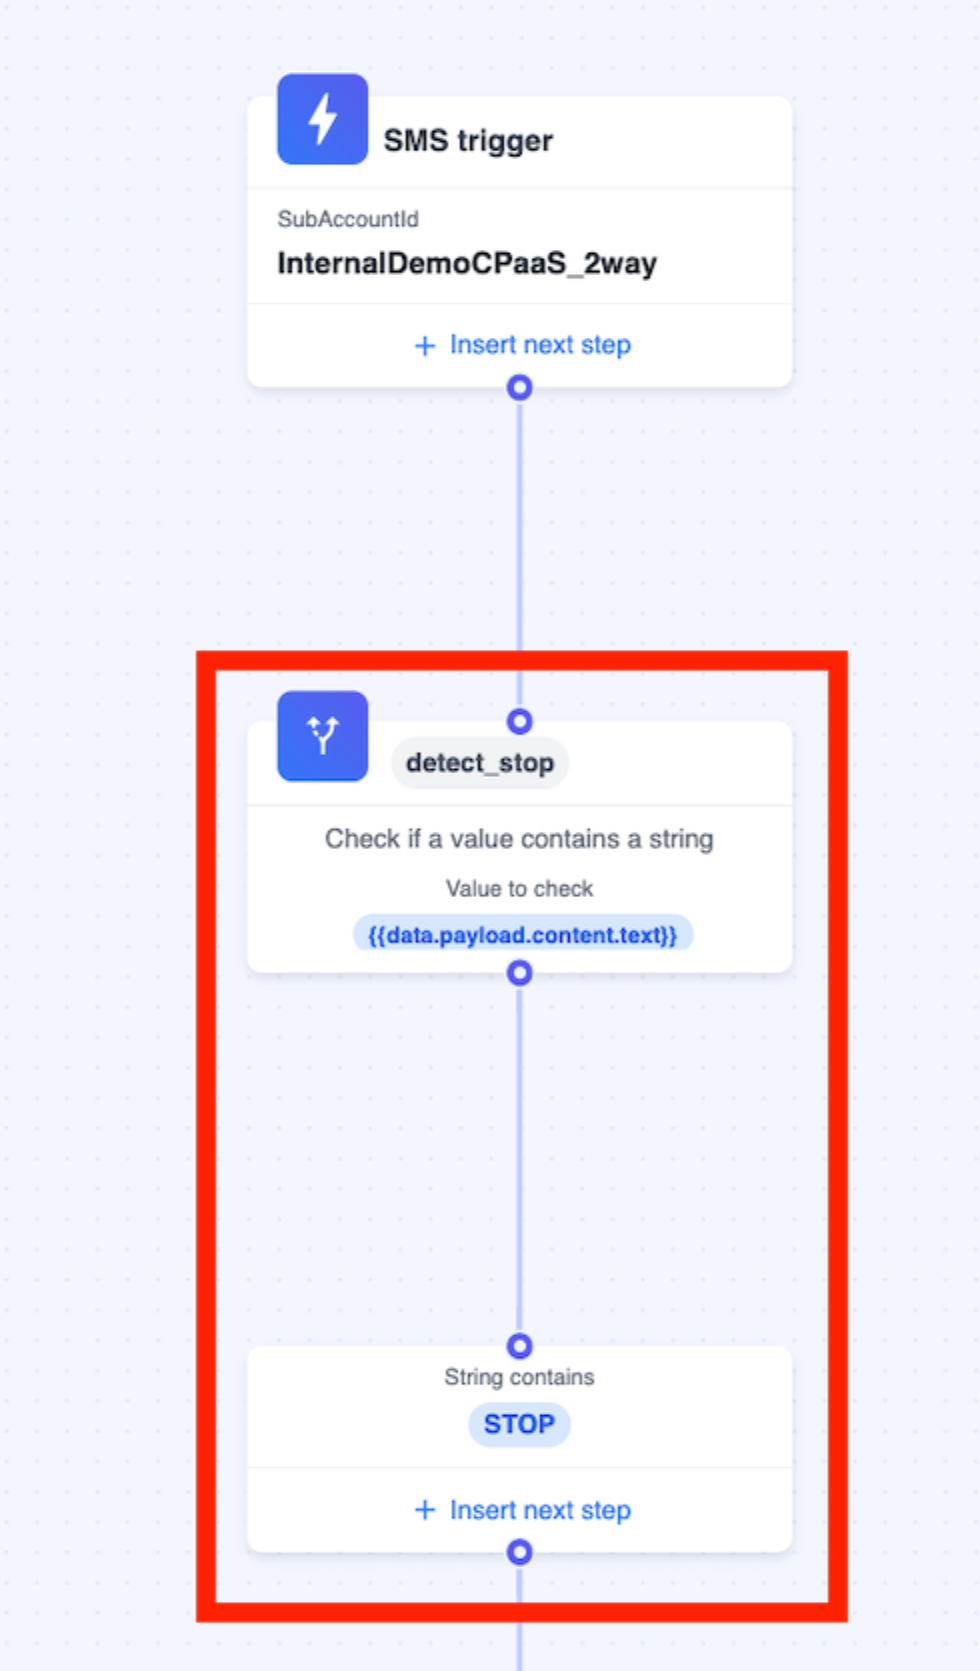 SMS trigger
SubAccountId
InternalDemoCPaaS_2way
+ Insert next step
detect_stop
Check if a value contains a string
Value to check
{{data.payload.content.text}}
String contains
STOP
+ Insert next step